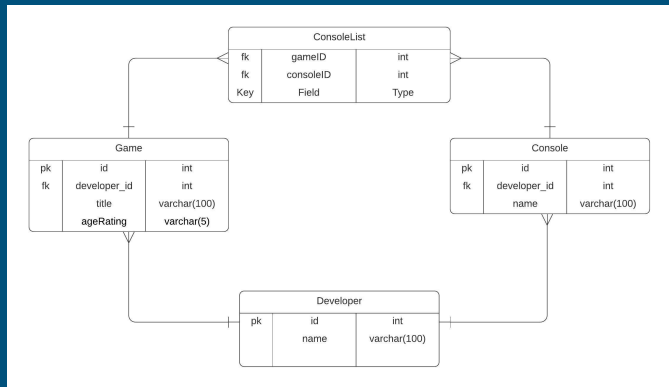 ConsoleList
fk gameID int
fk consoleID int
Key Field Type
Game
pk id int
fk developer_id int
title varchar(100)
ageRating varchar(5)
Console
pk id int
fk developer_id int
name varchar(100)
Developer
pk id int
name varchar(100)